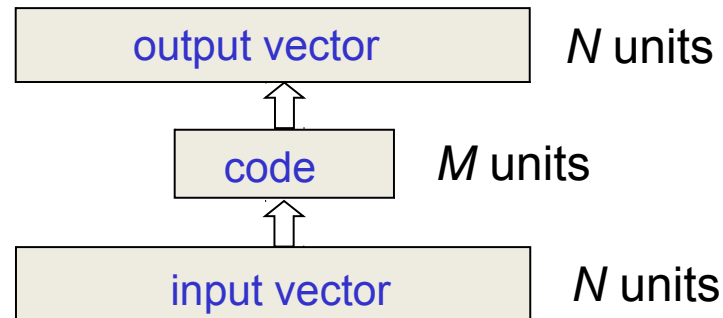 output vector N units
code M units
input vector N units